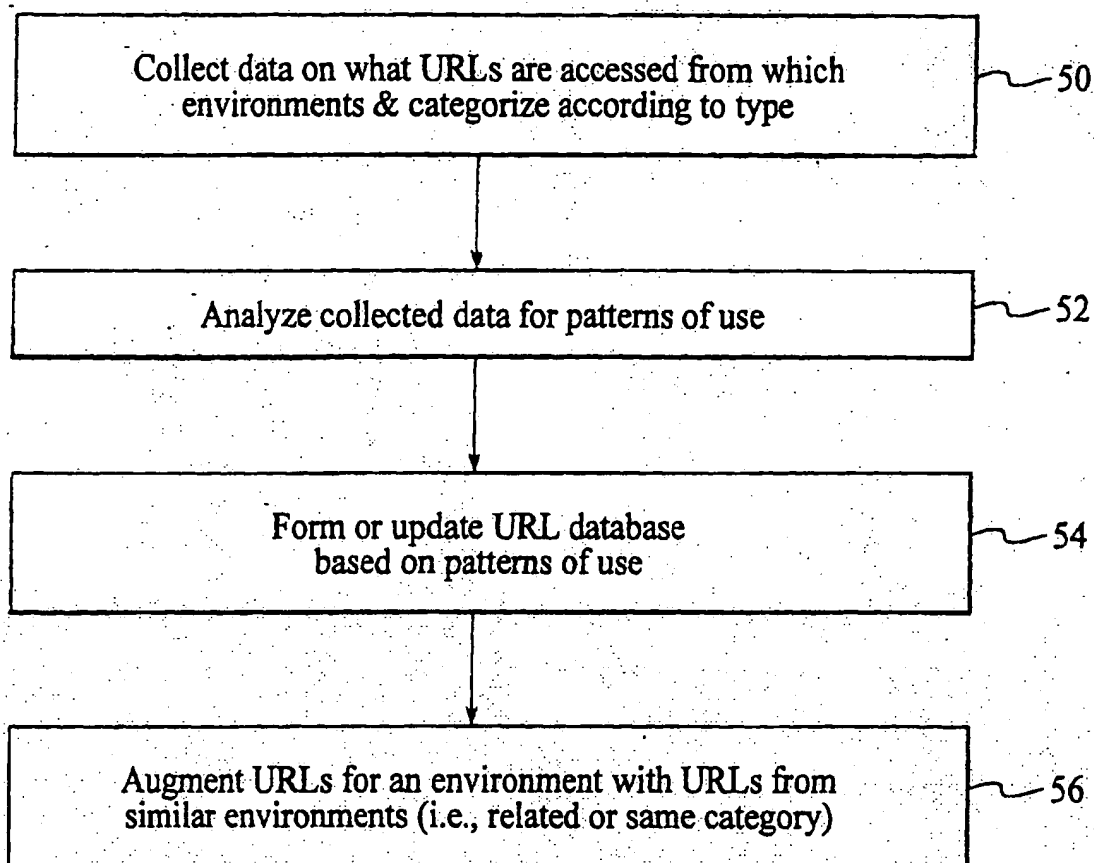 Collect data on what URLs are accessed from which
environments & categorize according to type
50
Analyze collected data for patterns of use
52
Form or update URL database
based on patterns of use
54
Augment URLs for an environment with URLs from
similar environments (i.e., related or same category)
56